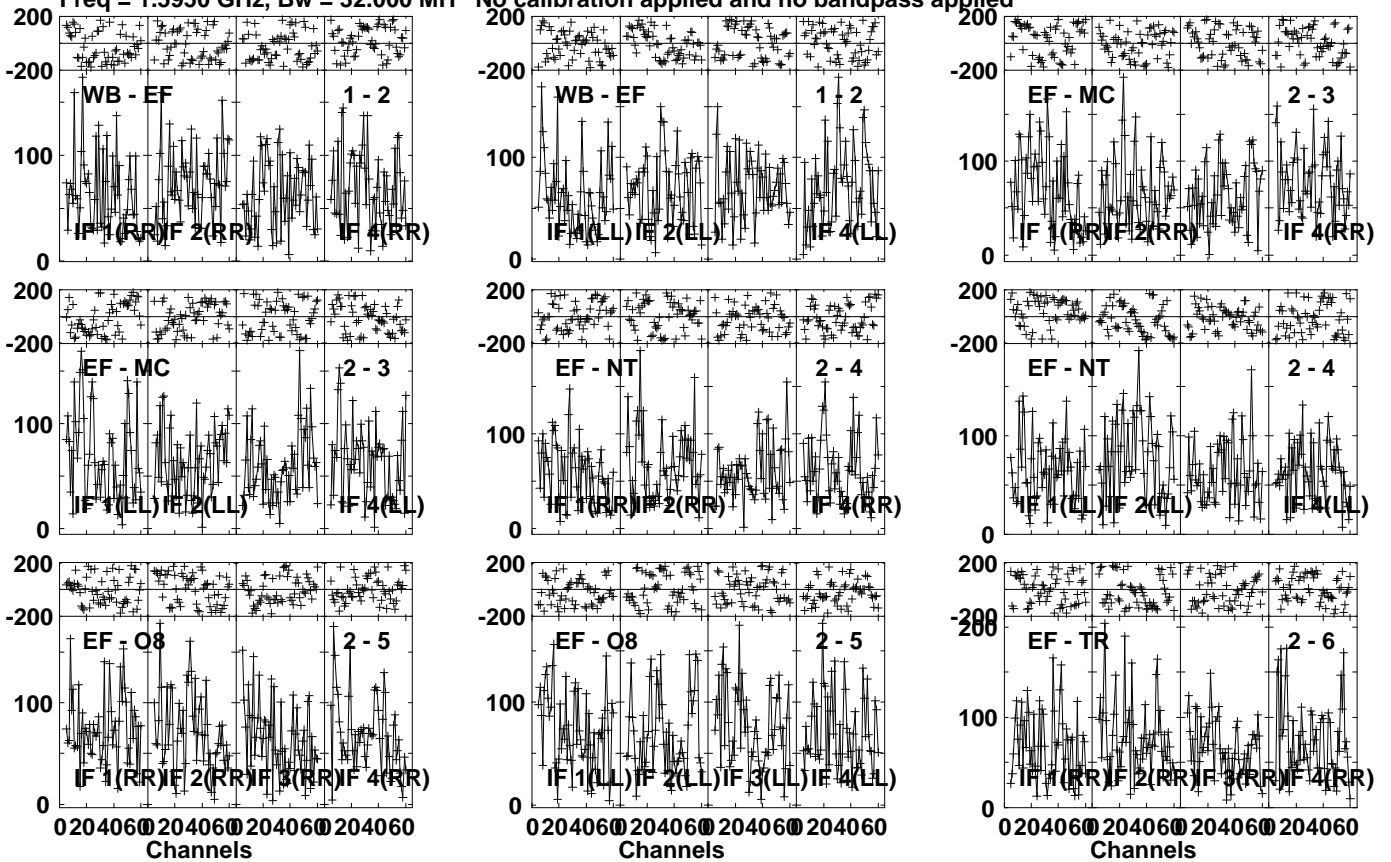 Freq = 1.5950 GHz, Bw = 32.000 MH No calibration applied and no bandpass applied
200
-200
WB - EF 1 - 2
100
IF 1(RR) IF 2(RR) IF 4(RR)
0
200
-200
WB - EF 1 - 2
100
IF 1(LL) IF 2(LL) IF 4(LL)
0
200
-200
EF - MC 2 - 3
100
IF 1(RR) IF 2(RR) IF 4(RR)
0
200
-200
EF - MC 2 - 3
100
IF 1(LL) IF 2(LL) IF 4(LL)
0
200
-200
EF - NT 2 - 4
100
IF 1(RR) IF 2(RR) IF 4(RR)
0
200
-200
EF - NT 2 - 4
100
IF 1(LL) IF 2(LL) IF 4(LL)
0
200
-200
EF - O8 2 - 5
100
IF 1(RR) IF 2(RR) IF 3(RR) IF 4(RR)
0
0 20 40 60 0 20 40 60 0 20 40 60 0 20 40 60
Channels
200
-200
EF - O8 2 - 5
100
IF 1(LL) IF 2(LL) IF 3(LL) IF 4(LL)
0
0 20 40 60 0 20 40 60 0 20 40 60 0 20 40 60
Channels
200
-200
200
EF - TR 2 - 6
100
IF 1(RR) IF 2(RR) IF 3(RR) IF 4(RR)
0
0 20 40 60 0 20 40 60 0 20 40 60 0 20 40 60
Channels